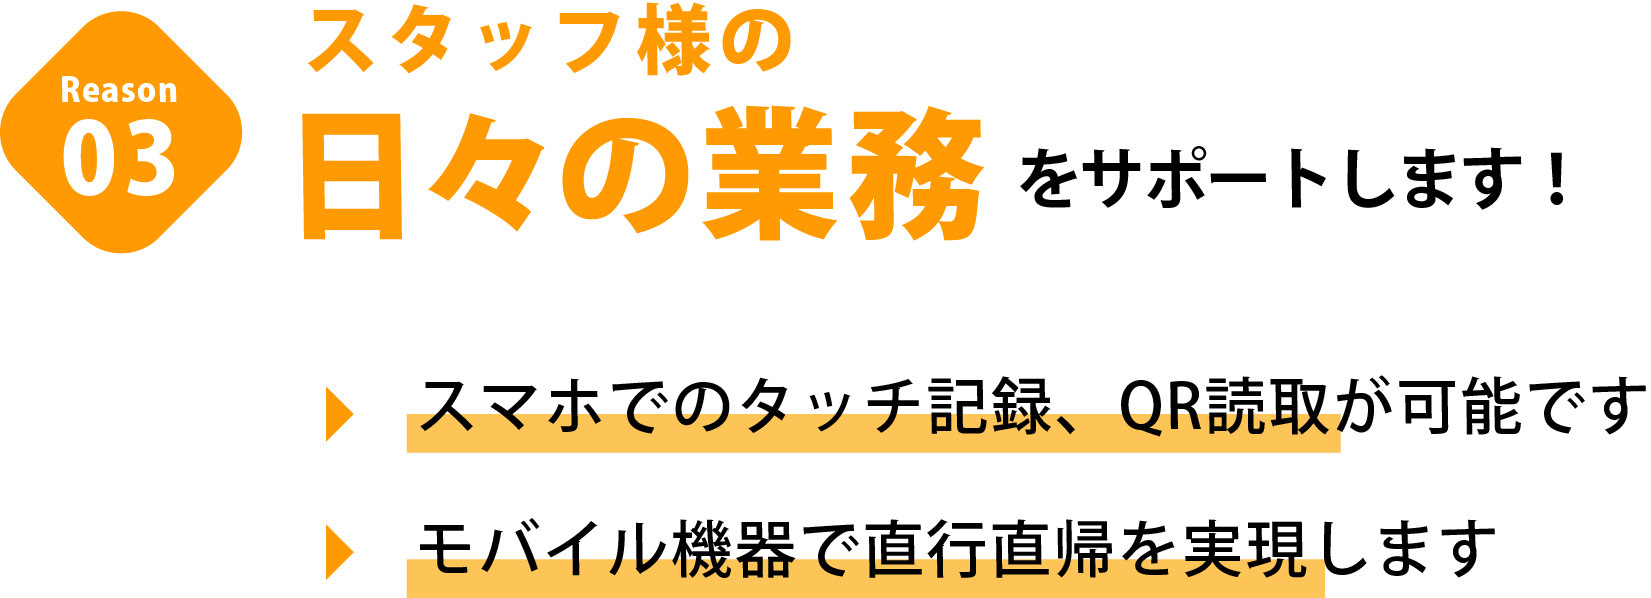 Reason
03
スタッフ様の
日々の業務をサポートします！
スマホでのタッチ記録、QR読取が可能です
モバイル機器で直行直帰を実現します